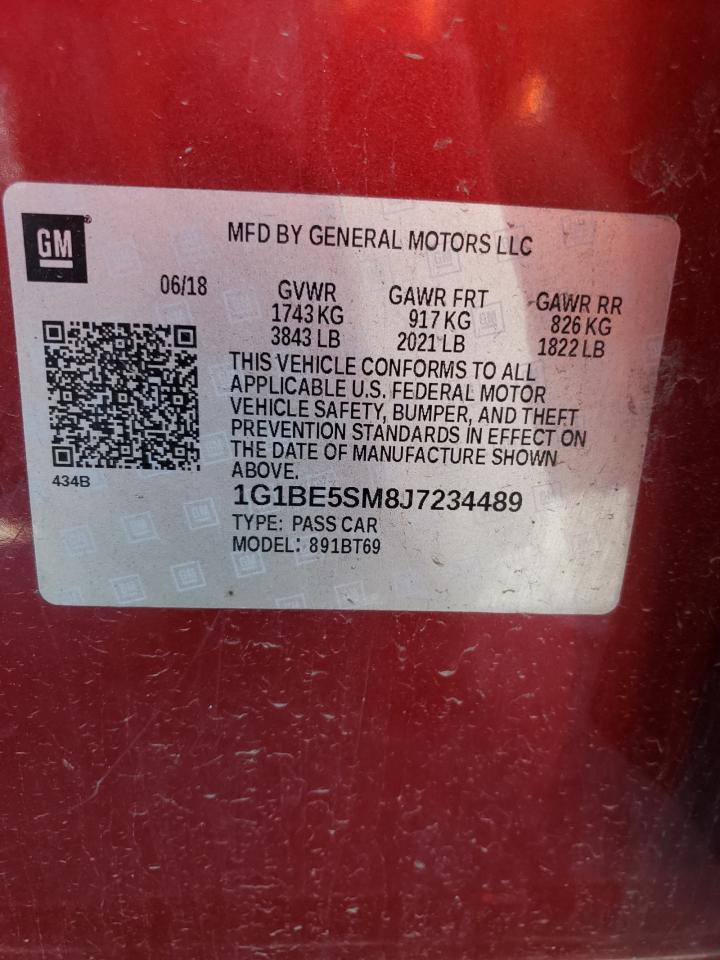 GM
MFD BY GENERAL MOTORS LLC
06/18
GVWR
1743 KG
3843 LB
GAWR FRT
917 KG
2021 LB
GAWR RR
826 KG
1822 LB
THIS VEHICLE CONFORMS TO ALL
APPLICABLE U.S. FEDERAL MOTOR
VEHICLE SAFETY, BUMPER, AND THEFT
PREVENTION STANDARDS IN EFFECT ON
THE DATE OF MANUFACTURE SHOWN
ABOVE.
434B
1G1BE5SM8J7234489
TYPE: PASS CAR
MODEL: 891BT69